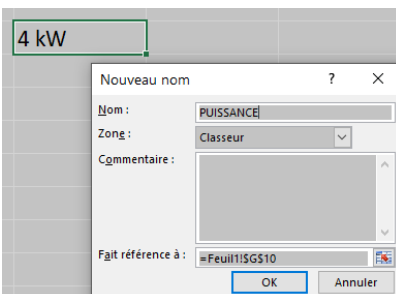 4 kW
Nouveau nom ? ×
Nom : PUISSANCE
Zone : Classeur
Commentaire :
Fait référence à : =Feuil1!$G$10
OK Annuler